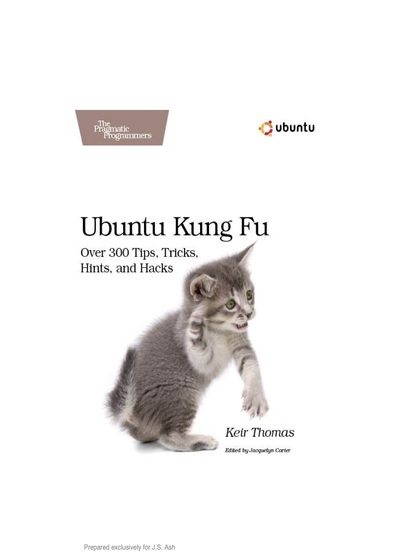 The
Pragmatic
Programmers
ubuntu
Ubuntu Kung Fu
Over 300 Tips, Tricks,
Hints, and Hacks
Keir Thomas
Edited by Jacquelyn Carter
Prepared exclusively for J.S. Ash